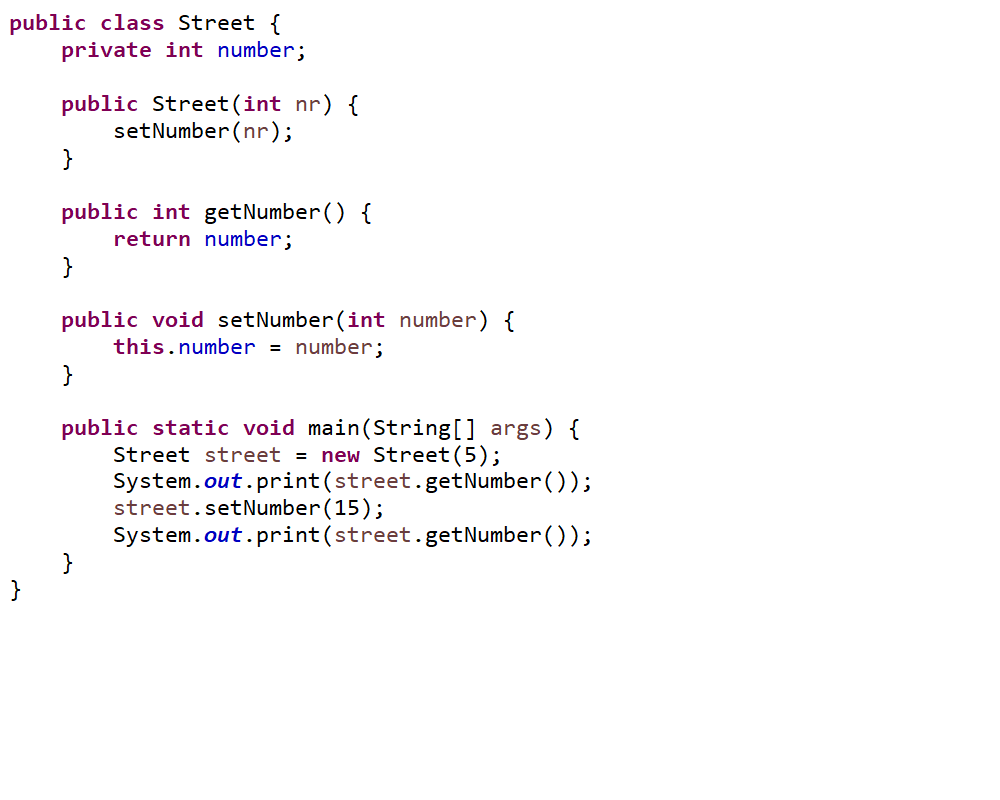 public class Street {
    private int number;

    public Street(int nr) {
        setNumber(nr);
    }

    public int getNumber() {
        return number;
    }

    public void setNumber(int number) {
        this.number = number;
    }

    public static void main(String[] args) {
        Street street = new Street(5);
        System.out.print(street.getNumber());
        street.setNumber(15);
        System.out.print(street.getNumber());
    }
}